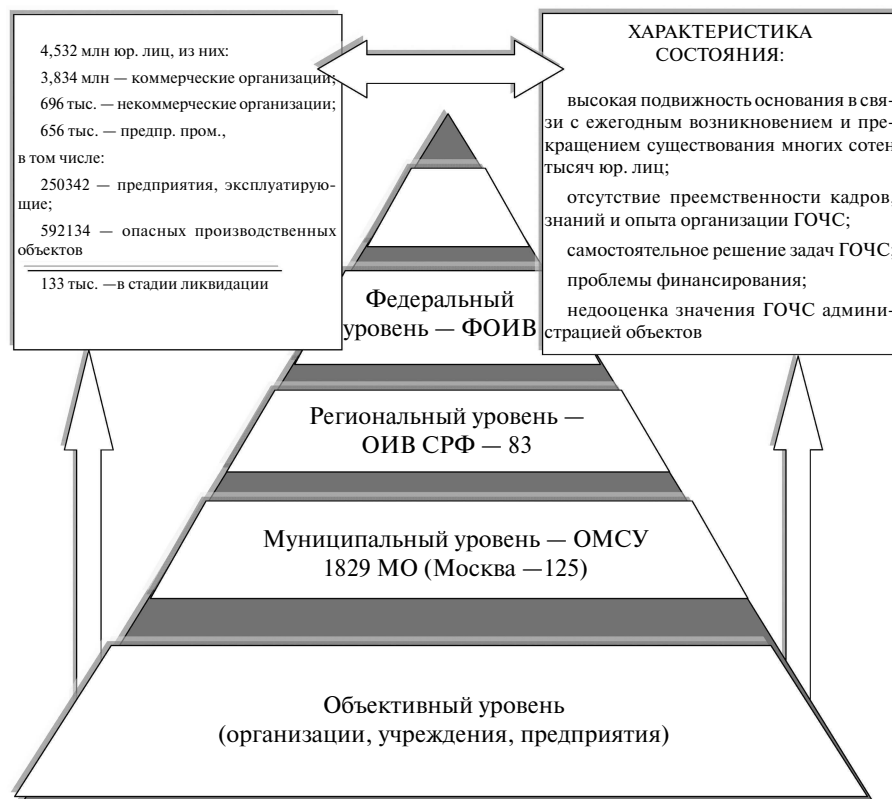 4,532 млн юр. лиц, из них:
3,834 млн — коммерческие организации;
696 тыс. — некоммерческие организации;
656 тыс. — предпр. пром.,
в том числе:
250342 — предприятия, эксплуатирую-
щие;
592134 — опасных производственных
объектов
133 тыс. —в стадии ликвидации
ХАРАКТЕРИСТИКА
СОСТОЯНИЯ:
высокая подвижность основания в свя-
зи с ежегодным возникновением и пре-
кращением существования многих сотен
тысяч юр. лиц;
отсутствие преемственности кадров,
знаний и опыта организации ГОЧС;
самостоятельное решение задач ГОЧС;
проблемы финансирования;
недооценка значения ГОЧС админи-
страцией объектов
Федеральный
уровень — ФОИВ
Региональный уровень —
ОИВ СРФ — 83
Муниципальный уровень — ОМСУ
1829 МО (Москва —125)
Объективный уровень
(организации, учреждения, предприятия)